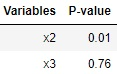 Variables P-value
x2 0.01
x3 0.76